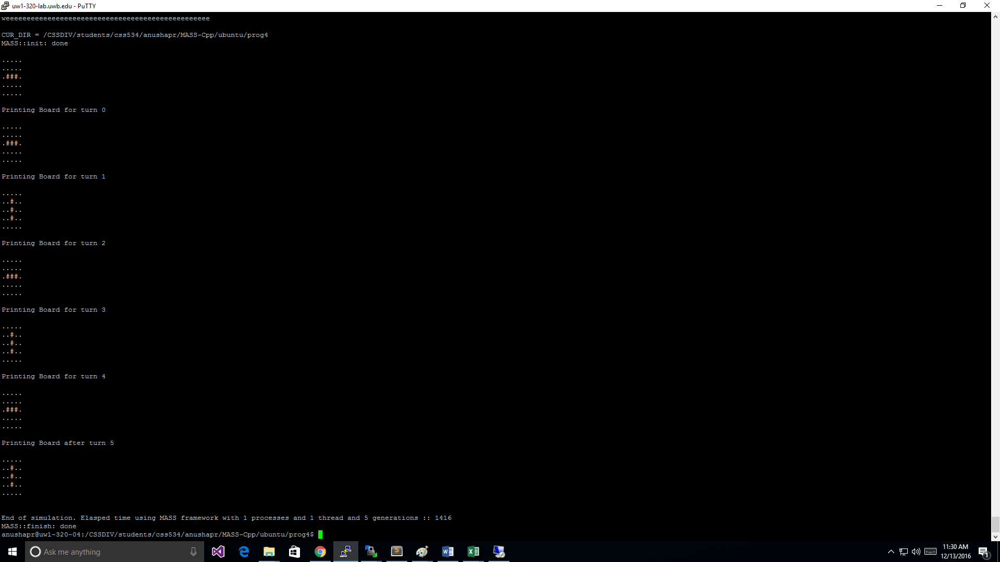 uw1-320-lab.uwb.edu - PuTTY
weeeeeeeeeeeeeeeeeeeeeeeeeeeeeeeeeeeeeeeeeeeeeeeee
CUR_DIR = /CSSDIV/students/css534/anushapr/MASS-Cpp/ubuntu/prog4
MASS::init: done
.....
.....
.###.
.....
.....
Printing Board for turn 0
.....
.....
.###.
.....
.....
Printing Board for turn 1
.....
..#..
..#..
..#..
.....
Printing Board for turn 2
.....
.....
.###.
.....
.....
Printing Board for turn 3
.....
..#..
..#..
..#..
.....
Printing Board for turn 4
.....
.....
.###.
.....
.....
Printing Board after turn 5
.....
..#..
..#..
..#..
.....
End of simulation. Elasped time using MASS framework with 1 processes and 1 thread and 5 generations :: 1416
MASS::finish: done
anushapr@uw1-320-04:/CSSDIV/students/css534/anushapr/MASS-Cpp/ubuntu/prog4$
Ask me anything
11:30 AM
12/13/2016
1